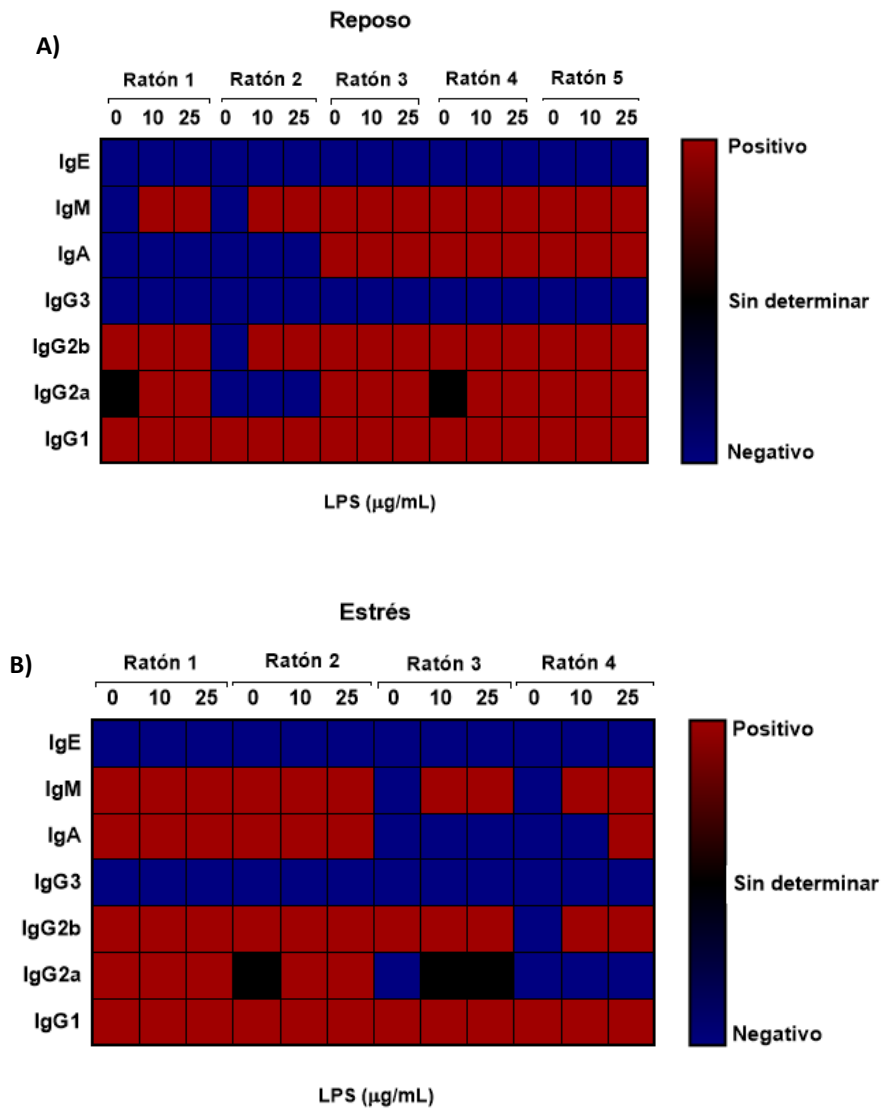 Reposo
A)
Ratón 1 Ratón 2 Ratón 3 Ratón 4 Ratón 5
0 10 25 0 10 25 0 10 25 0 10 25 0 10 25
IgE
IgM
IgA
IgG3
IgG2b
IgG2a
IgG1
Positivo
Sin determinar
Negativo
LPS (µg/mL)
Estrés
B)
Ratón 1 Ratón 2 Ratón 3 Ratón 4
0 10 25 0 10 25 0 10 25 0 10 25
IgE
IgM
IgA
IgG3
IgG2b
IgG2a
IgG1
Positivo
Sin determinar
Negativo
LPS (µg/mL)